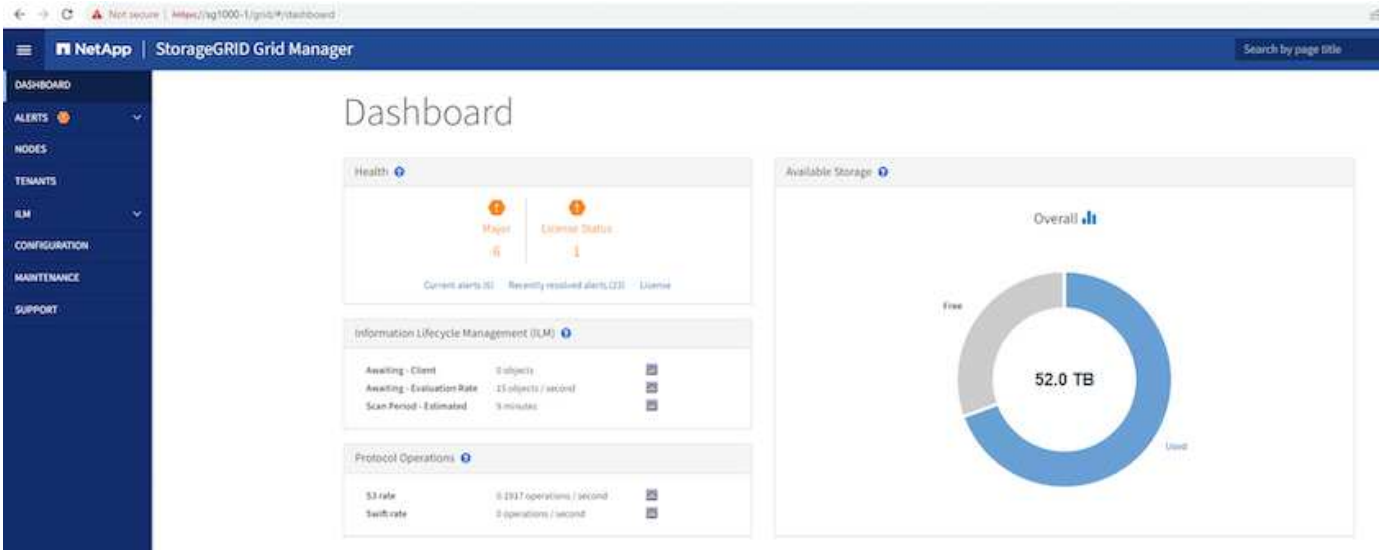 Not secure | https://sg1000-1/grid/#/dashboard
NetApp | StorageGRID Grid Manager
Search by page title
DASHBOARD
ALERTS
NODES
TENANTS
ILM
CONFIGURATION
MAINTENANCE
SUPPORT
Dashboard
Health
Major
6
License Status
1
Current alerts (6)
Recently resolved alerts (23)
License
Information Lifecycle Management (ILM)
Awaiting - Client 0 objects
Awaiting - Evaluation Rate 15 objects / second
Scan Period - Estimated 9 minutes
Protocol Operations
S3 rate 0.1917 operations / second
Swift rate 0 operations / second
Available Storage
Overall
Free
52.0 TB
Used